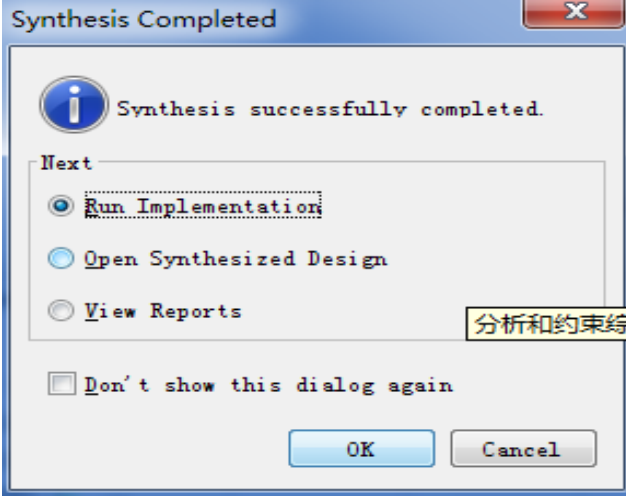 Synthesis Completed
Synthesis successfully completed.
Next
Run Implementation
Open Synthesized Design
View Reports
分析和约束综
Don't show this dialog again
OK
Cancel